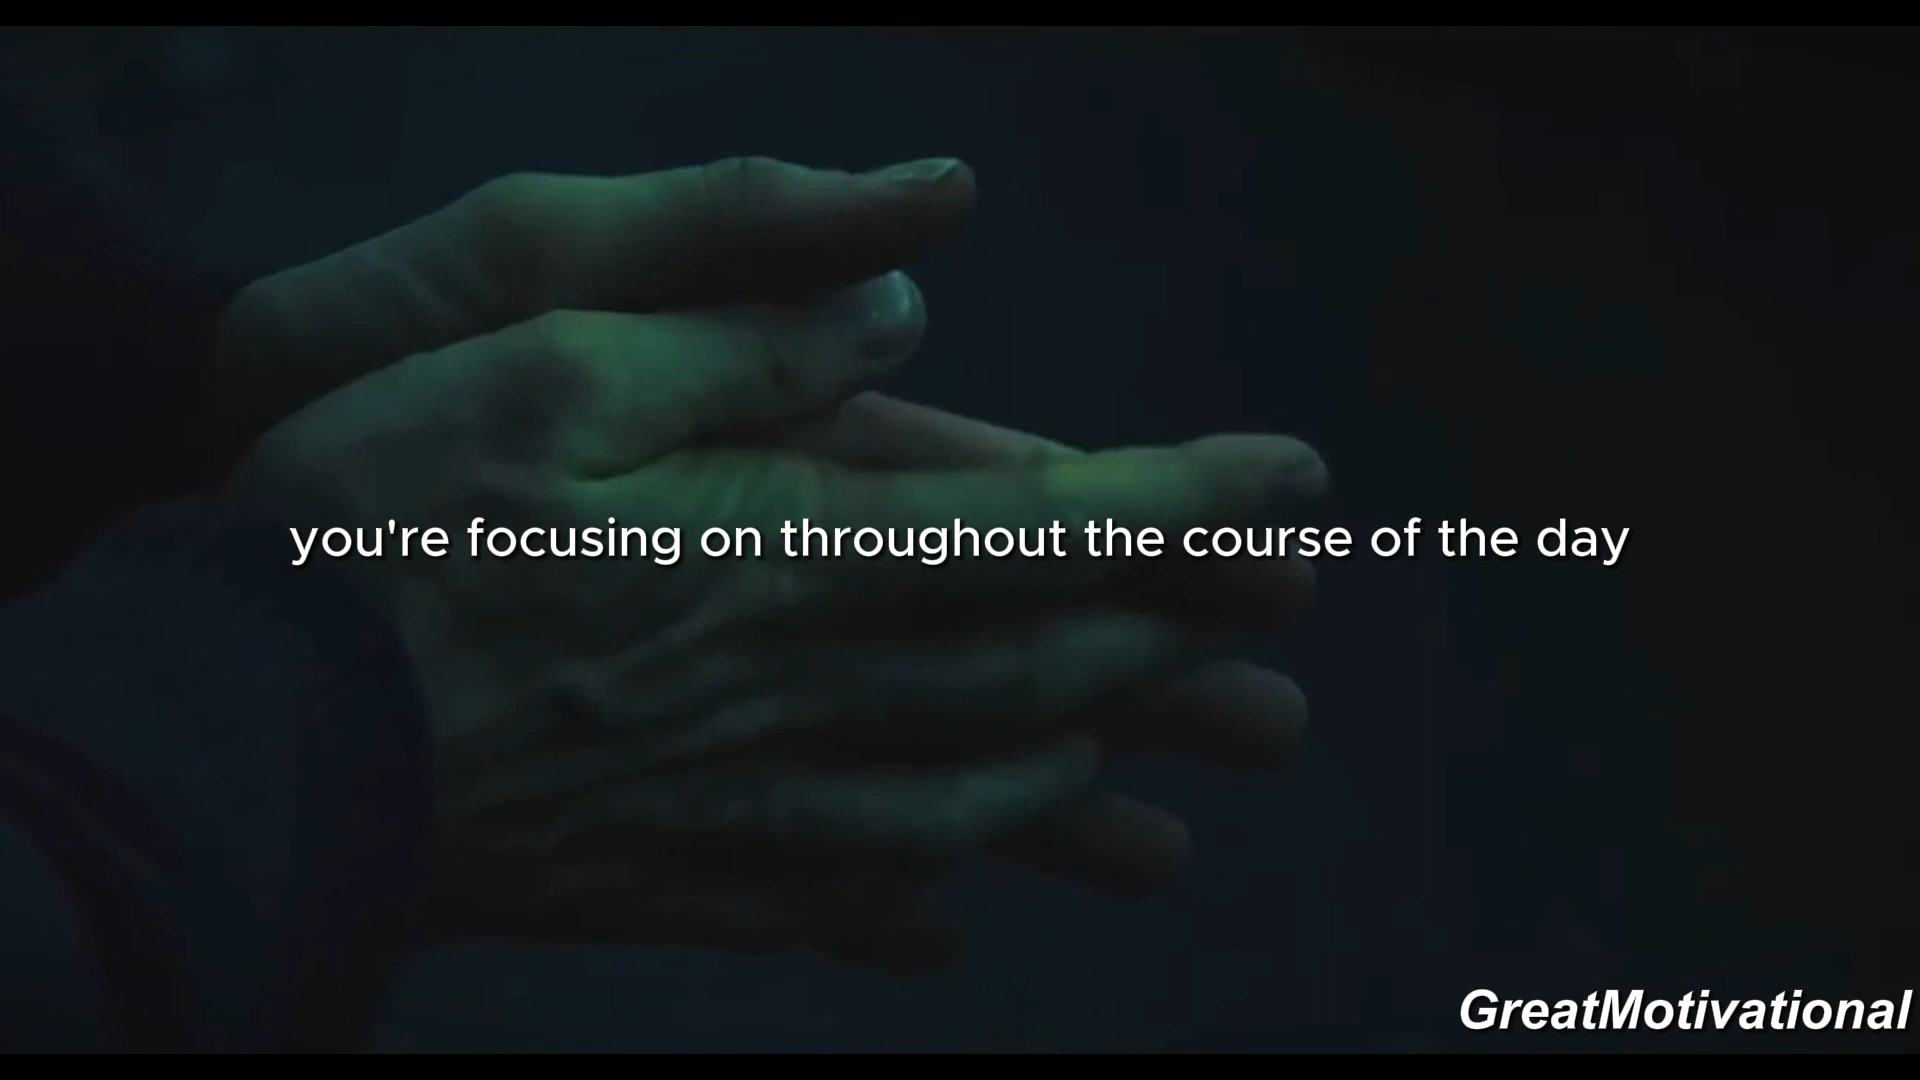 you're focusing on throughout the course of the day
GreatMotivational